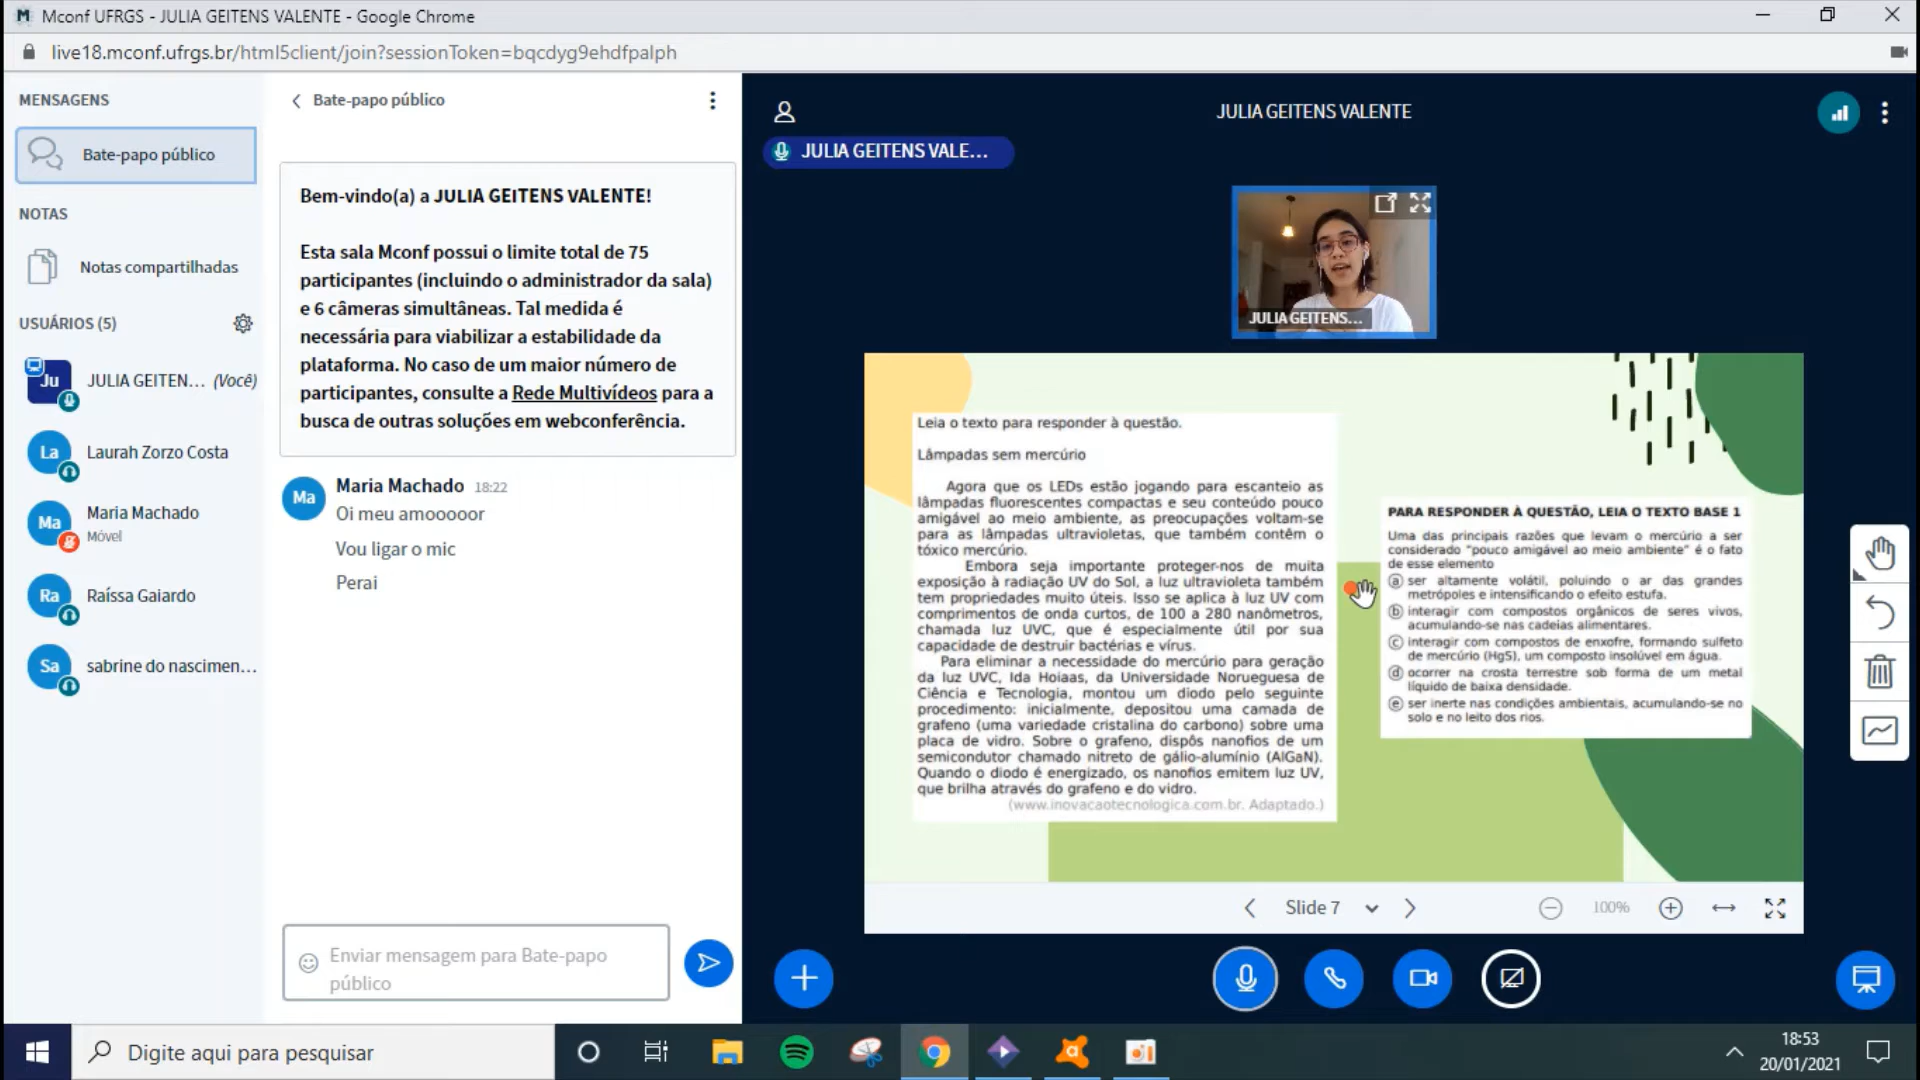 Mconf UFRGS - JULIA GEITENS VALENTE - Google Chrome
live18.mconf.ufrgs.br/html5client/join?sessionToken=bqcdyg9ehdfpalph
MENSAGENS
Bate-papo público
NOTAS
Notas compartilhadas
USUÁRIOS (5)
Ju
JULIA GEITEN... (Você)
La
Laurah Zorzo Costa
Ma
Maria Machado
Móvel
Ra
Raíssa Gaiardo
Sa
sabrine do nascimen...
Bate-papo público
Bem-vindo(a) a JULIA GEITENS VALENTE!
Esta sala Mconf possui o limite total de 75
participantes (incluindo o administrador da sala)
e 6 câmeras simultâneas. Tal medida é
necessária para viabilizar a estabilidade da
plataforma. No caso de um maior número de
participantes, consulte a Rede Multivídeos para a
busca de outras soluções em webconferência.
Ma
Maria Machado 18:22
Oi meu amooooor
Vou ligar o mic
Perai
Enviar mensagem para Bate-papo
público
JULIA GEITENS VALENTE
JULIA GEITENS VALE...
JULIA GEITENS...
Leia o texto para responder à questão.
Lâmpadas sem mercúrio
Agora que os LEDs estão jogando para escanteio as
lâmpadas fluorescentes compactas e seu conteúdo pouco
amigável ao meio ambiente, as preocupações voltam-se
para as lâmpadas ultravioletas, que também contêm o
tóxico mercúrio.
Embora seja importante proteger-nos de muita
exposição à radiação UV do Sol, a luz ultravioleta também
tem propriedades muito úteis. Isso se aplica à luz UV com
comprimentos de onda curtos, de 100 a 280 nanômetros,
chamada luz UVC, que é especialmente útil por sua
capacidade de destruir bactérias e vírus.
Para eliminar a necessidade do mercúrio para geração
da luz UVC, Ida Hoiaas, da Universidade Norueguesa de
Ciência e Tecnologia, montou um diodo pelo seguinte
procedimento: inicialmente, depositou uma camada de
grafeno (uma variedade cristalina do carbono) sobre uma
placa de vidro. Sobre o grafeno, dispôs nanofios de um
semicondutor chamado nitreto de gálio-alumínio (AlGaN).
Quando o diodo é energizado, os nanofios emitem luz UV,
que brilha através do grafeno e do vidro.
(www.inovacaotecnologica.com.br. Adaptado.)
PARA RESPONDER À QUESTÃO, LEIA O TEXTO BASE 1
Uma das principais razões que levam o mercúrio a ser
considerado "pouco amigável ao meio ambiente" é o fato
de esse elemento
a ser altamente volátil, poluindo o ar das grandes
metrópoles e intensificando o efeito estufa.
b interagir com compostos orgânicos de seres vivos,
acumulando-se nas cadeias alimentares.
c interagir com compostos de enxofre, formando sulfeto
de mercúrio (HgS), um composto insolúvel em água.
d ocorrer na crosta terrestre sob forma de um metal
líquido de baixa densidade.
e ser inerte nas condições ambientais, acumulando-se no
solo e no leito dos rios.
Slide 7
100%
Digite aqui para pesquisar
18:53
20/01/2021